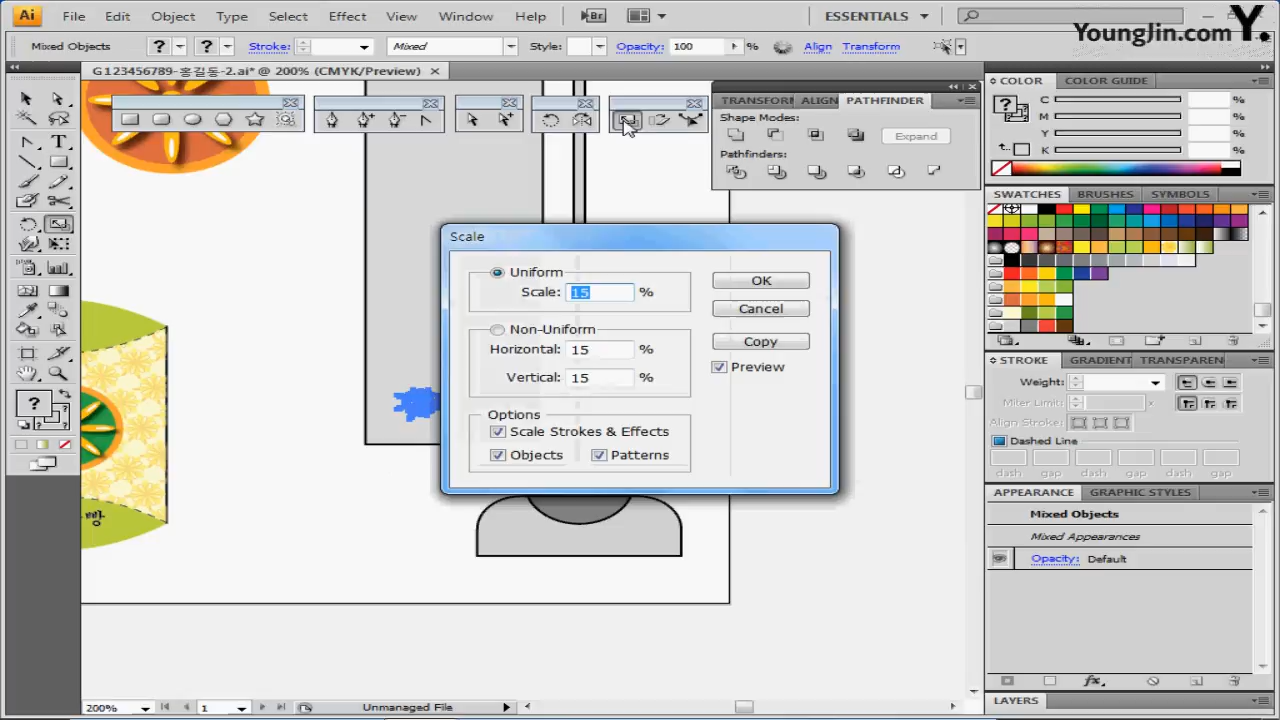 Ai File Edit Object Type Select Effect View Window Help Br ESSENTIALS
YoungJin.com Y.
Mixed Objects ? ? Stroke: Mixed Style: Opacity: 100 % Align Transform
G123456789-홍길동-2.ai* @ 200% (CMYK/Preview)
TRANSFORM ALIGN PATHFINDER
Shape Modes:
Expand
Pathfinders:
COLOR COLOR GUIDE
?
C
M
Y
K %
SWATCHES BRUSHES SYMBOLS
T
Scale
Uniform
Scale: 15 %
Non-Uniform
Horizontal: 15 %
Vertical: 15 %
Options
Scale Strokes & Effects
Objects Patterns
OK
Cancel
Copy
Preview
STROKE GRADIENT TRANSPAREN
Weight:
Miter Limit: x
Align Stroke:
Dashed Line
dash gap dash gap dash gap
APPEARANCE GRAPHIC STYLES
Mixed Objects
Mixed Appearances
Opacity: Default
fx
LAYERS
?
200% 1 Unmanaged File